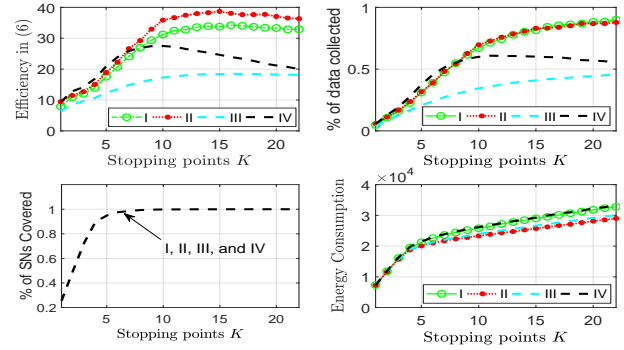 Efficiency in (6)
40
30
20
10
0
5
10
15
20
I
II
III
IV
Stopping points K
% of data collected
1
0.5
0
5
10
15
20
I
II
III
IV
Stopping points K
% of SNs Covered
1
0.8
0.6
0.4
0.2
5
10
15
20
I, II, III, and IV
Stopping points K
Energy Consumption
×10⁴
4
3
2
1
0
5
10
15
20
I
II
III
IV
Stopping points K